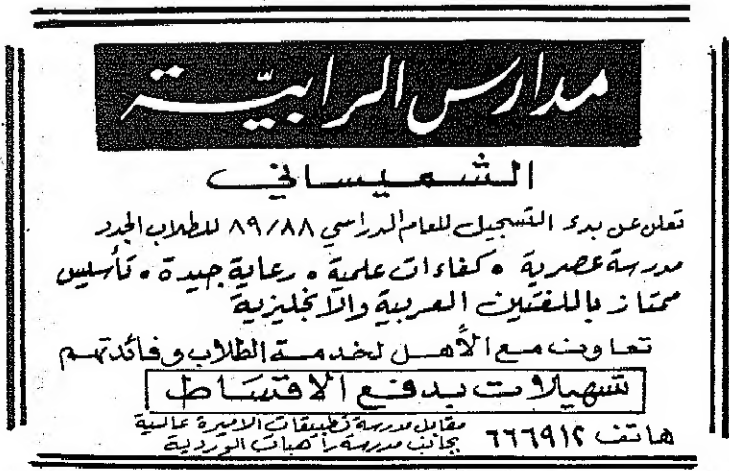 مدارس الرابيّة
الشميساني
تعلن عن بدء التسجيل للعام الدراسي ٨٩/٨٨ للطلاب الجدد
مدرسة عصرية • كفاءات علمية • رعاية جيدة • تأسيس
ممتاز باللغتين العربية والانجليزية
تعاون مع الأهل لخدمة الطلاب وفائدتهم
تسهيلات بدفع الاقساط
مقابل مدرسة تطبيقات الاميرة عالية
هاتف ٦٦٦٩١٢ بجانب مدرسة راهبات الوردية